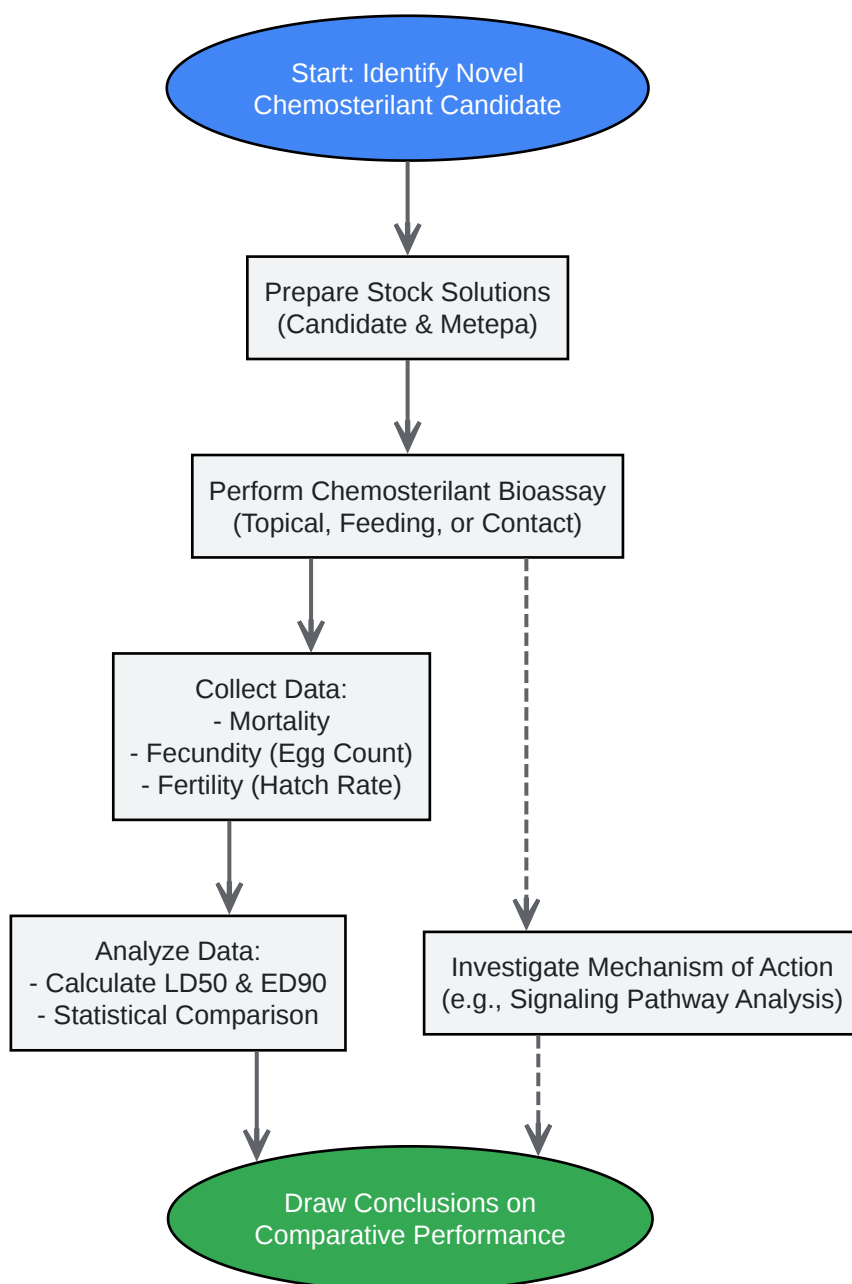 Start: Identify Novel
Chemosterilant Candidate
Prepare Stock Solutions
(Candidate & Metepa)
Perform Chemosterilant Bioassay
(Topical, Feeding, or Contact)
Collect Data:
- Mortality
- Fecundity (Egg Count)
- Fertility (Hatch Rate)
Analyze Data:
- Calculate LD50 & ED90
- Statistical Comparison
Investigate Mechanism of Action
(e.g., Signaling Pathway Analysis)
Draw Conclusions on
Comparative Performance